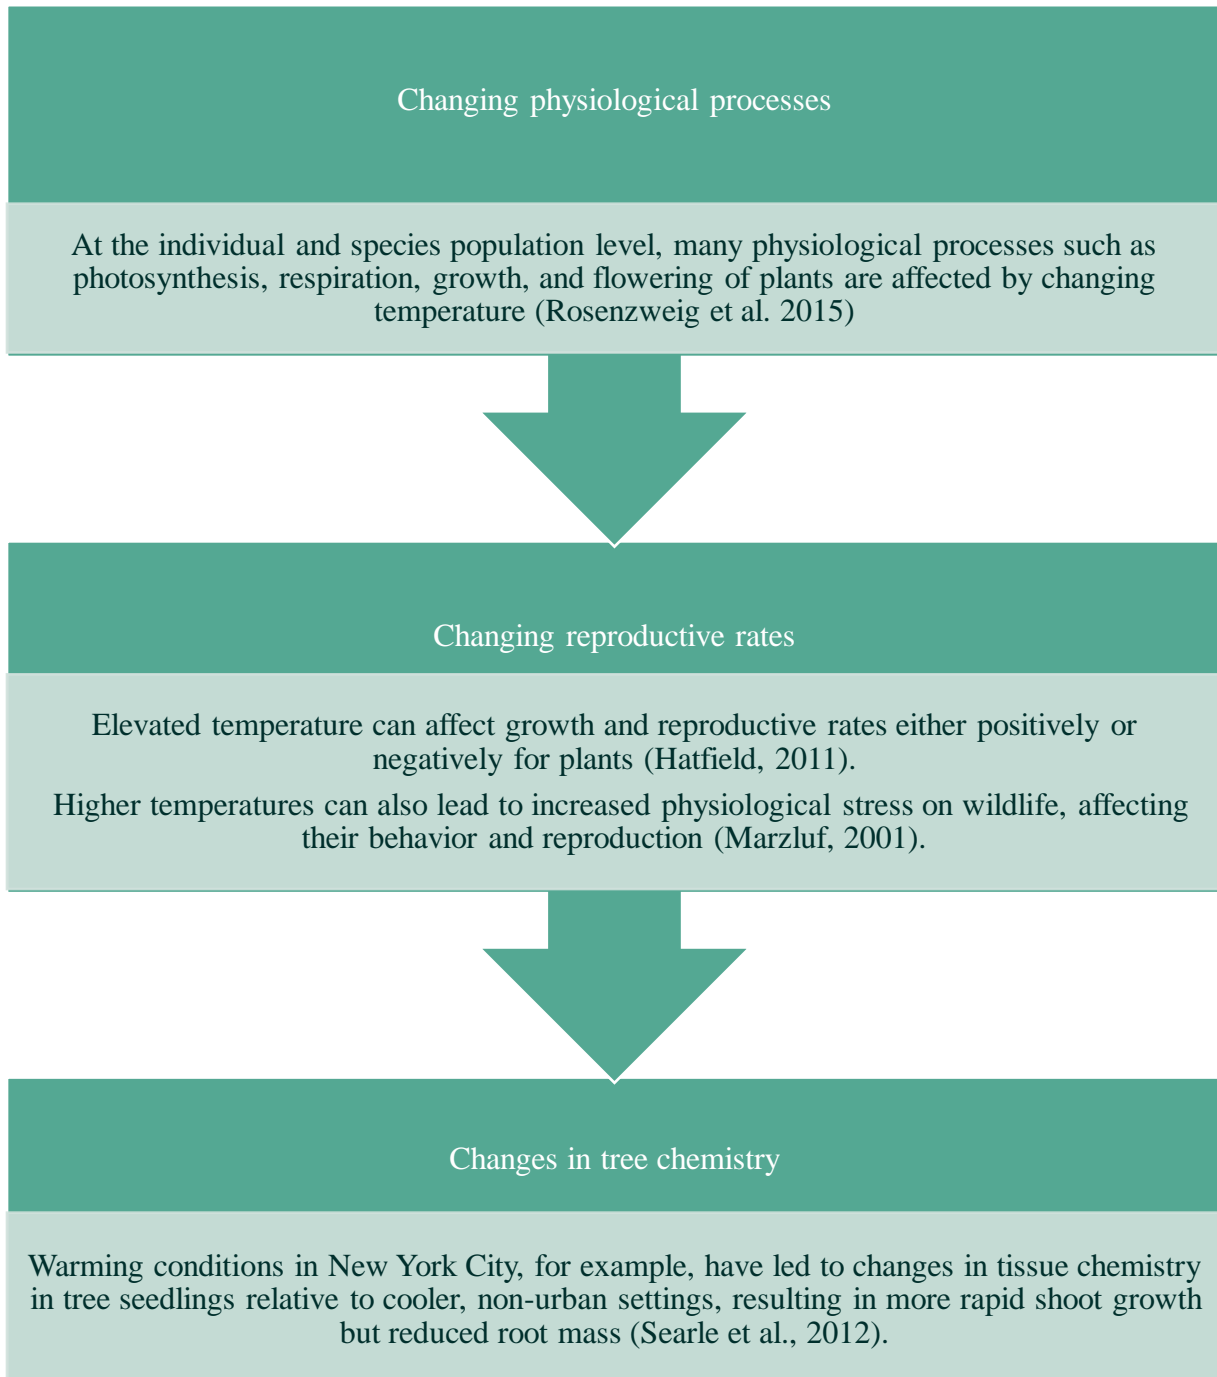 Changing physiological processes
At the individual and species population level, many physiological processes such as
photosynthesis, respiration, growth, and flowering of plants are affected by changing
temperature (Rosenzweig et al. 2015)
Changing reproductive rates
Elevated temperature can affect growth and reproductive rates either positively or
negatively for plants (Hatfield, 2011).
Higher temperatures can also lead to increased physiological stress on wildlife, affecting
their behavior and reproduction (Marzluf, 2001).
Changes in tree chemistry
Warming conditions in New York City, for example, have led to changes in tissue chemistry
in tree seedlings relative to cooler, non-urban settings, resulting in more rapid shoot growth
but reduced root mass (Searle et al., 2012).